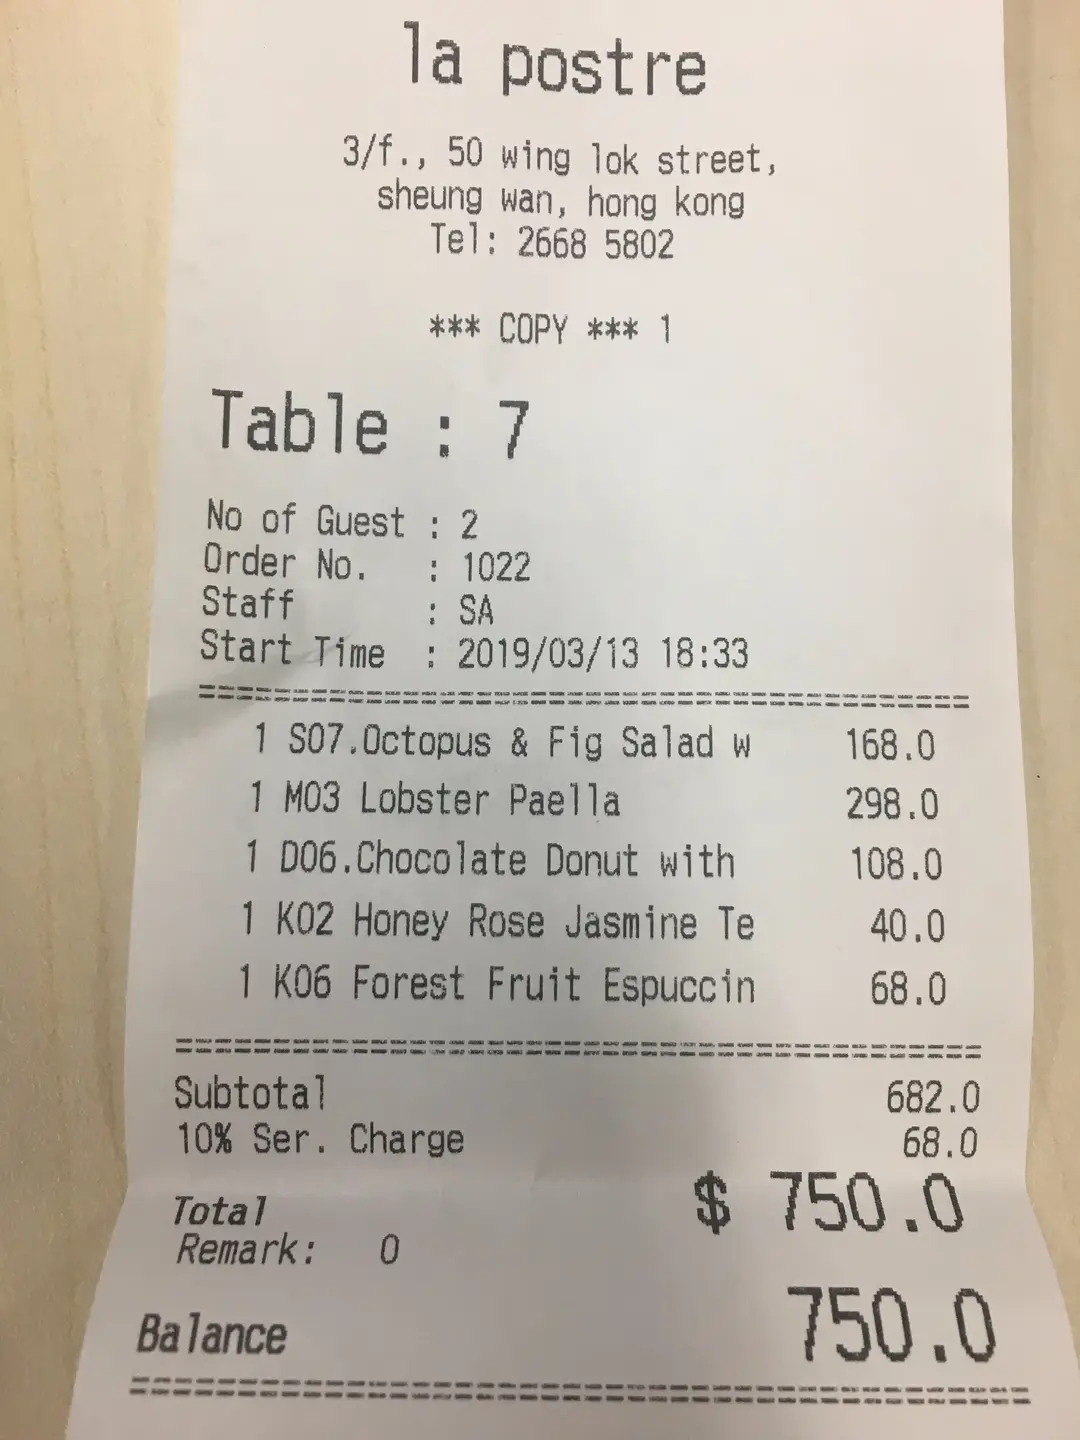 la postre
3/f., 50 wing lok street,
sheung wan, hong kong
Tel: 2668 5802
*** COPY *** 1
Table : 7
No of Guest : 2
Order No. : 1022
Staff : SA
Start Time : 2019/03/13 18:33
1 S07.Octopus & Fig Salad w 168.0
1 M03 Lobster Paella 298.0
1 D06.Chocolate Donut with 108.0
1 K02 Honey Rose Jasmine Te 40.0
1 K06 Forest Fruit Espuccin 68.0
Subtotal 682.0
10% Ser. Charge 68.0
Total $ 750.0
Remark: 0
Balance 750.0